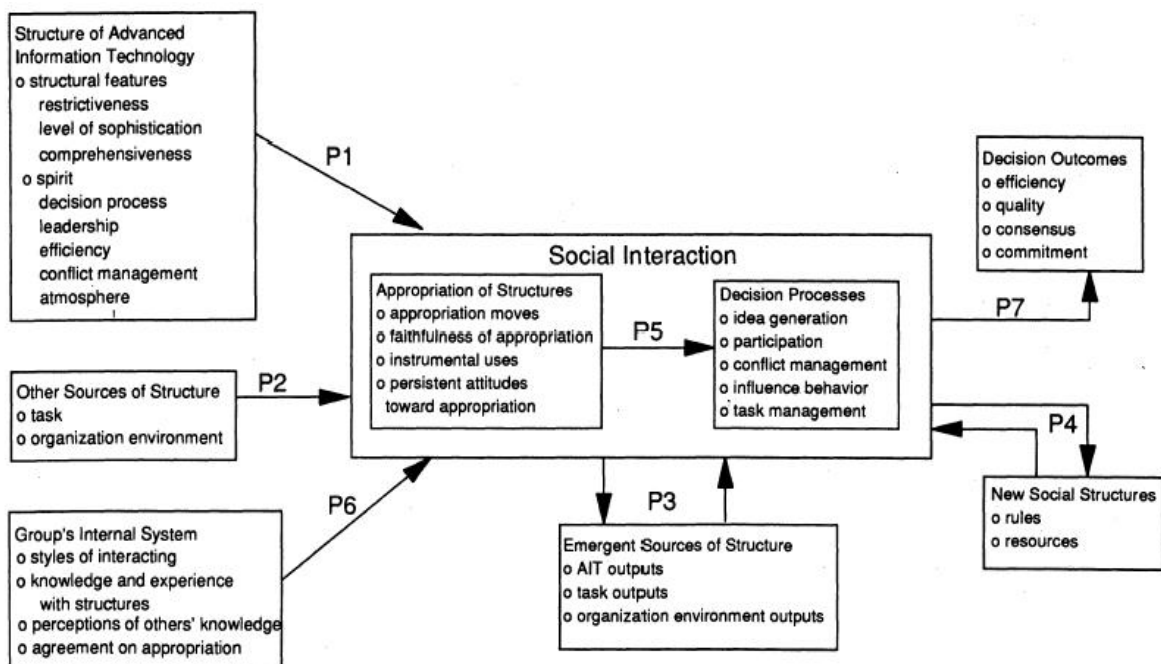 Structure of Advanced
Information Technology
o structural features
restrictiveness
level of sophistication
comprehensiveness
o spirit
decision process
leadership
efficiency
conflict management
atmosphere
P1
Other Sources of Structure
o task
o organization environment
P2
Group's Internal System
o styles of interacting
o knowledge and experience
with structures
o perceptions of others' knowledge
o agreement on appropriation
P6
Social Interaction
Appropriation of Structures
o appropriation moves
o faithfulness of appropriation
o instrumental uses
o persistent attitudes
toward appropriation
P5
Decision Processes
o idea generation
o participation
o conflict management
o influence behavior
o task management
P3
Emergent Sources of Structure
o AIT outputs
o task outputs
o organization environment outputs
Decision Outcomes
o efficiency
o quality
o consensus
o commitment
P7
P4
New Social Structures
o rules
o resources